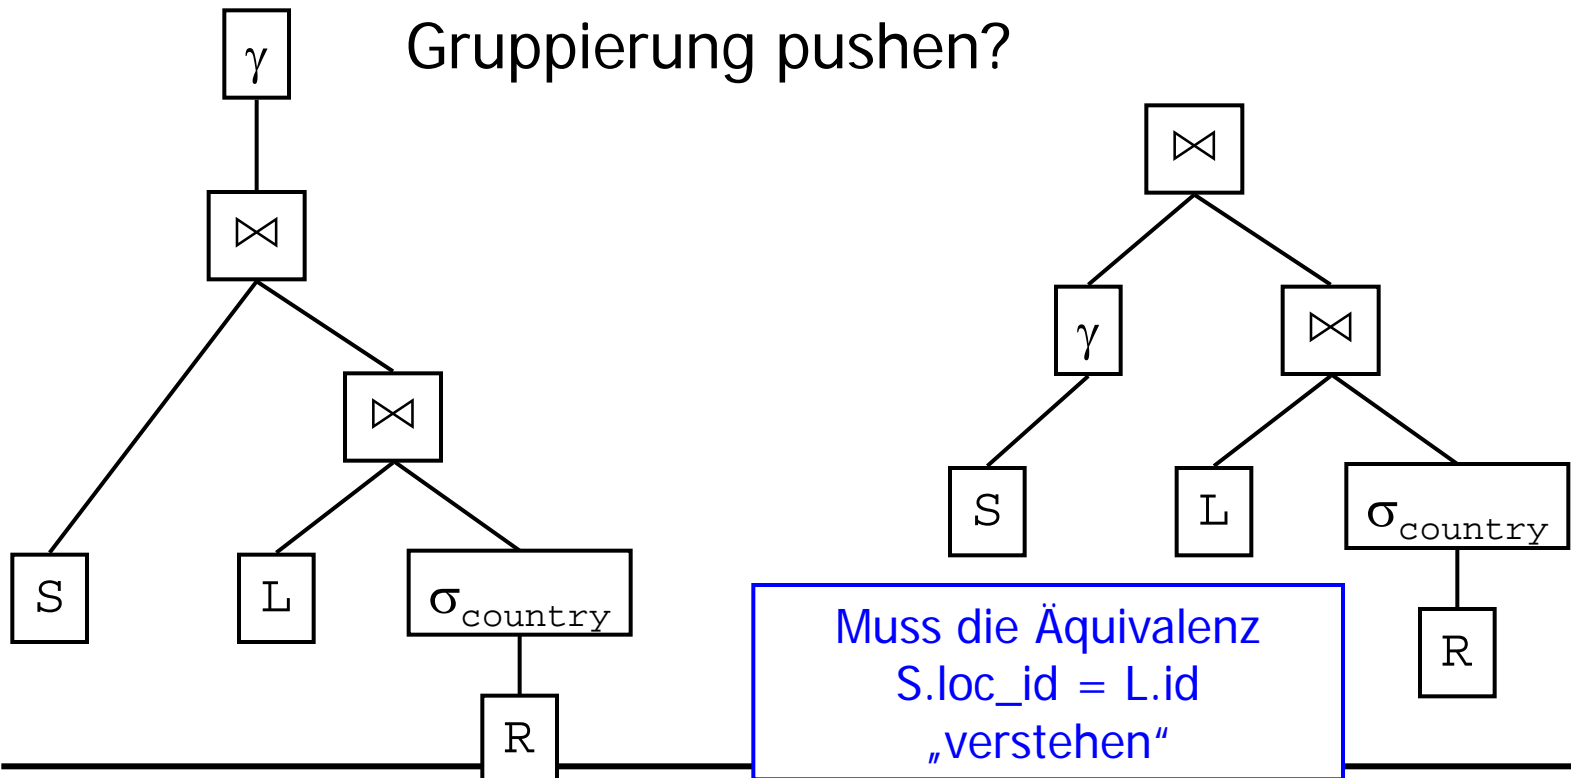 Gruppierung pushen?
γ
⋈
⋈
S
L
σcountry
R
⋈
γ
⋈
S
L
σcountry
R
Muss die Äquivalenz
S.loc_id = L.id
„verstehen“